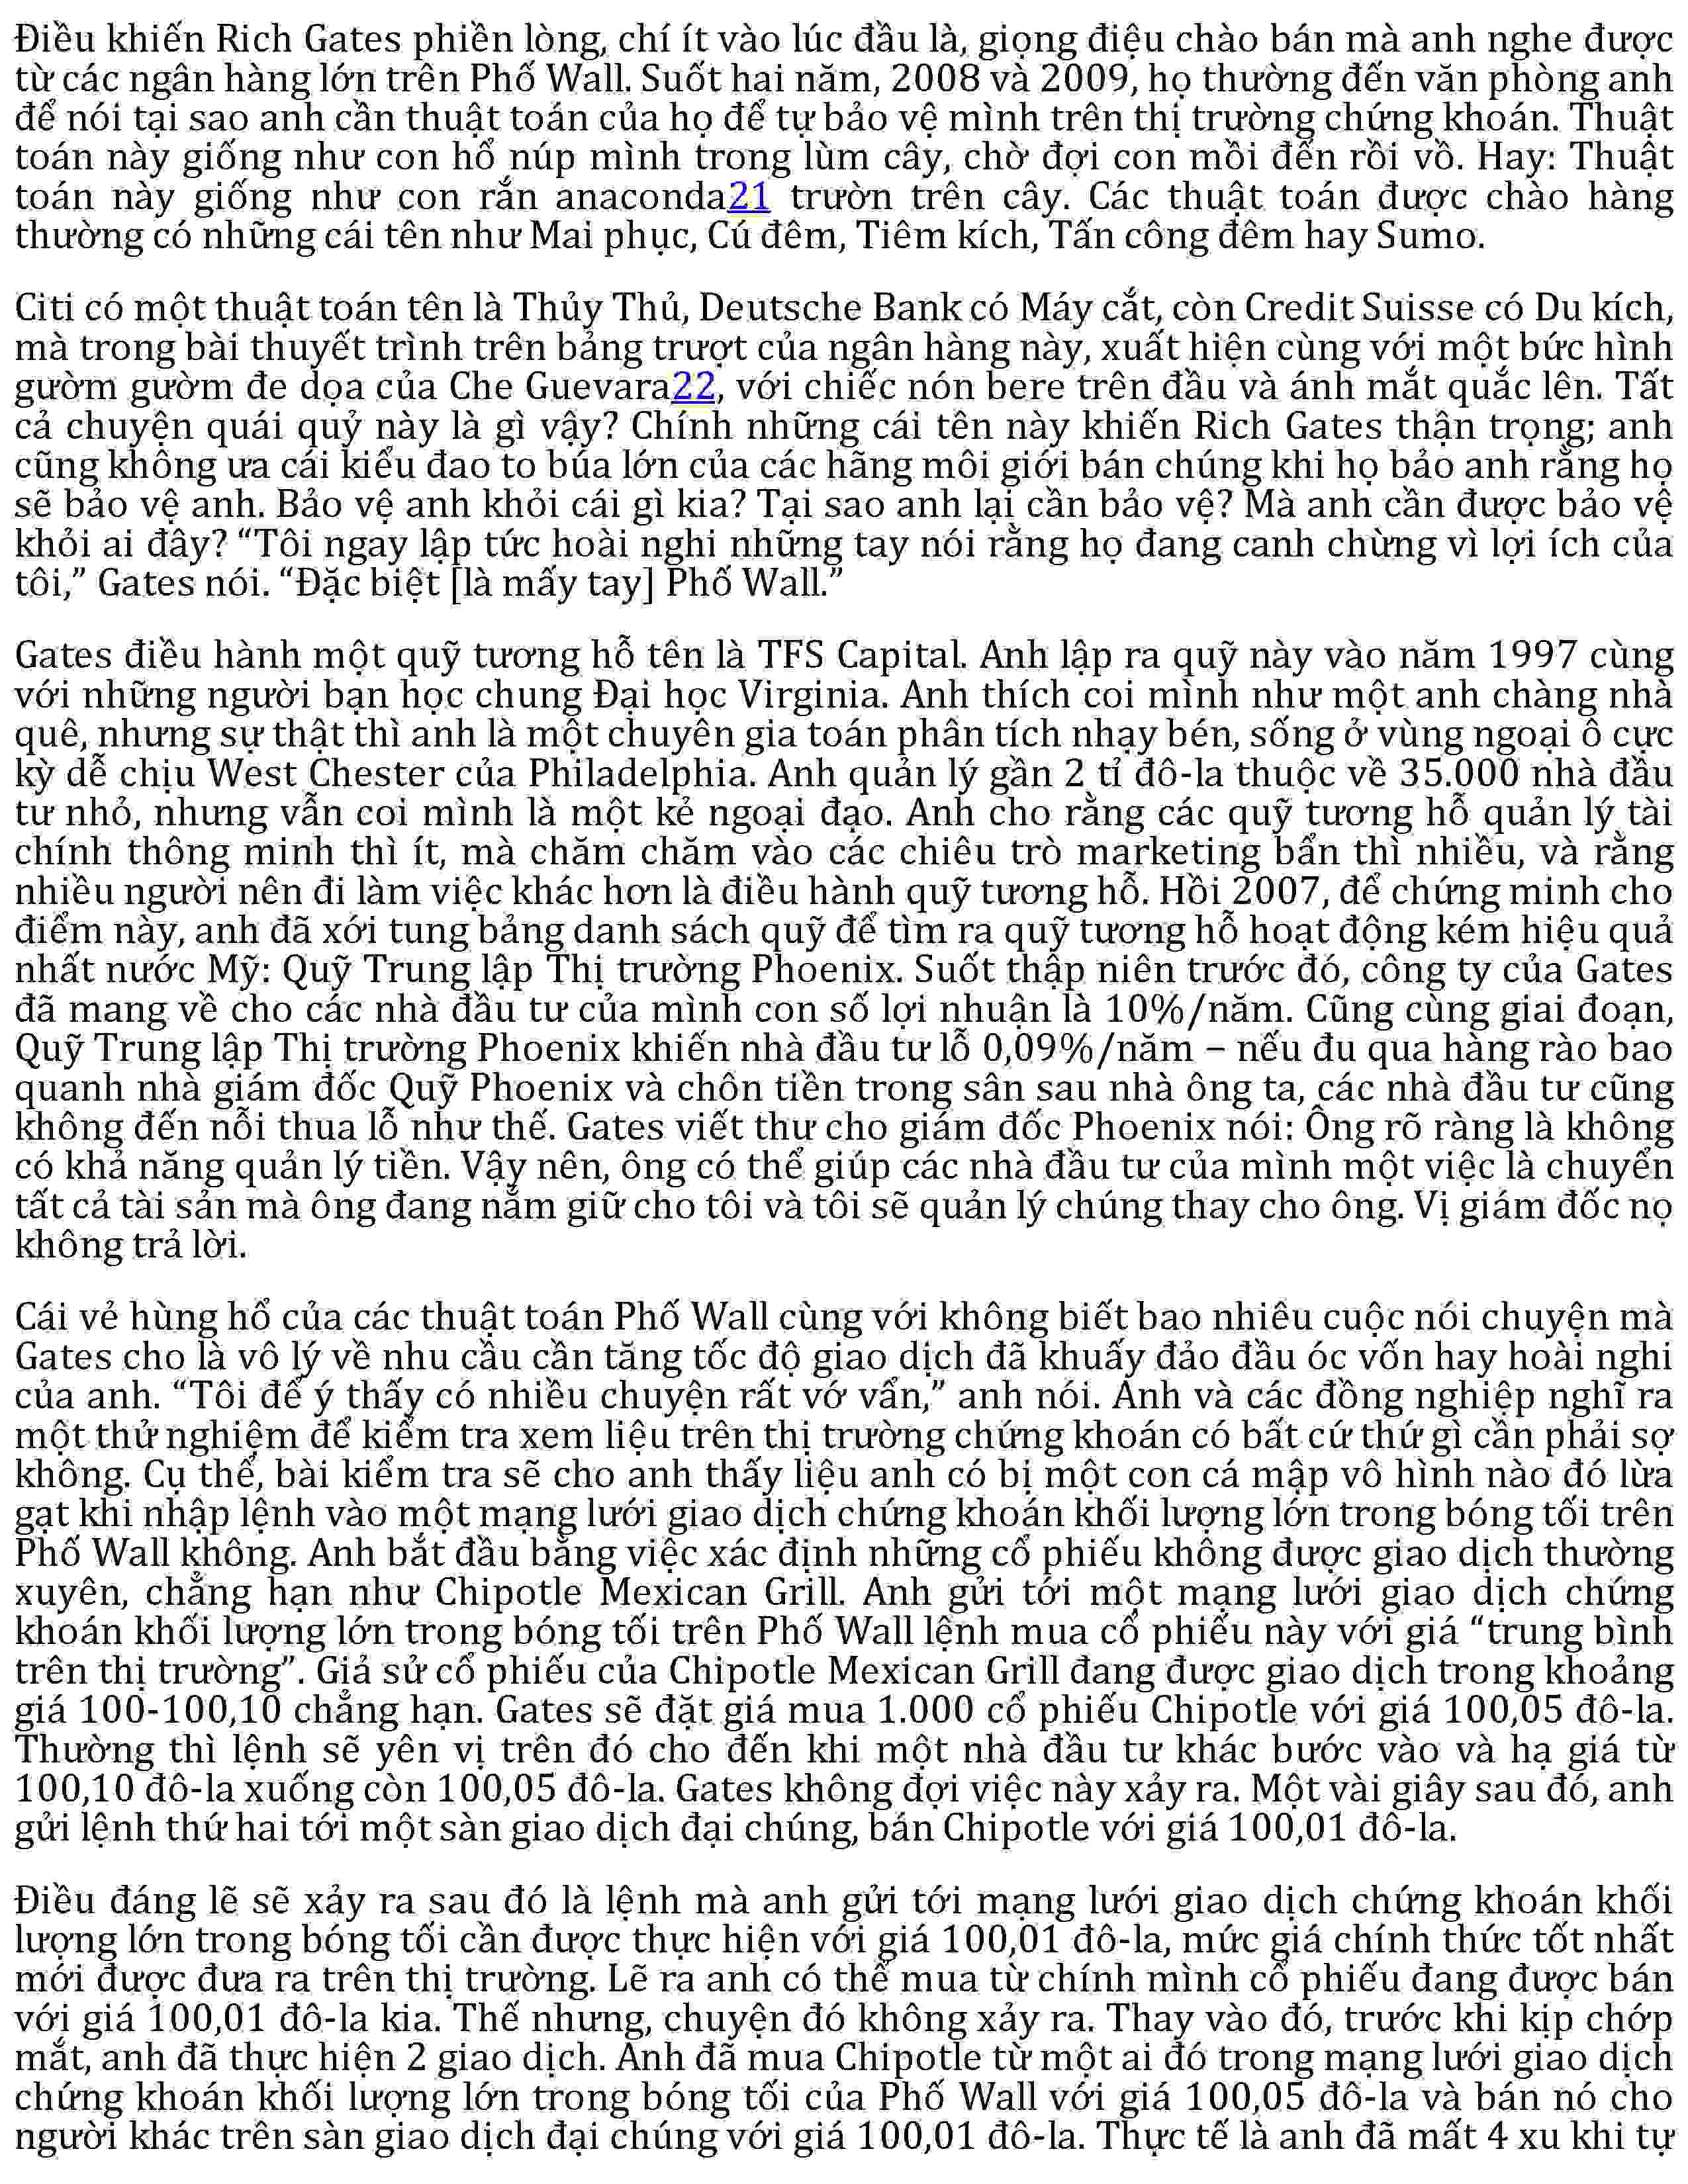 Điều khiến Rich Gates phiền lòng, chí ít vào lúc đầu là, giọng điệu chào bán mà anh nghe được
từ các ngân hàng lớn trên Phố Wall. Suốt hai năm, 2008 và 2009, họ thường đến văn phòng anh
để nói tại sao anh cần thuật toán của họ để tự bảo vệ mình trên thị trường chứng khoán. Thuật
toán này giống như con hổ núp mình trong lùm cây, chờ đợi con mồi đến rồi vồ. Hay: Thuật
toán này giống như con rắn anaconda21 trườn trên cây. Các thuật toán được chào hàng
thường có những cái tên như Mai phục, Cú đêm, Tiêm kích, Tấn công đêm hay Sumo.
Citi có một thuật toán tên là Thủy Thủ, Deutsche Bank có Máy cắt, còn Credit Suisse có Du kích,
mà trong bài thuyết trình trên bảng trượt của ngân hàng này, xuất hiện cùng với một bức hình
gườm gườm đe dọa của Che Guevara22, với chiếc nón bere trên đầu và ánh mắt quắc lên. Tất
cả chuyện quái quỷ này là gì vậy? Chính những cái tên này khiến Rich Gates thận trọng; anh
cũng không ưa cái kiểu đao to búa lớn của các hãng môi giới bán chúng khi họ bảo anh rằng họ
sẽ bảo vệ anh. Bảo vệ anh khỏi cái gì kia? Tại sao anh lại cần bảo vệ? Mà anh cần được bảo vệ
khỏi ai đây? “Tôi ngay lập tức hoài nghi những tay nói rằng họ đang canh chừng vì lợi ích của
tôi,” Gates nói. “Đặc biệt [là mấy tay] Phố Wall.”
Gates điều hành một quỹ tương hỗ tên là TFS Capital. Anh lập ra quỹ này vào năm 1997 cùng
với những người bạn học chung Đại học Virginia. Anh thích coi mình như một anh chàng nhà
quê, nhưng sự thật thì anh là một chuyên gia toán phân tích nhạy bén, sống ở vùng ngoại ô cực
kỳ dễ chịu West Chester của Philadelphia. Anh quản lý gần 2 tỉ đô-la thuộc về 35.000 nhà đầu
tư nhỏ, nhưng vẫn coi mình là một kẻ ngoại đạo. Anh cho rằng các quỹ tương hỗ quản lý tài
chính thông minh thì ít, mà chăm chăm vào các chiêu trò marketing bẩn thì nhiều, và rằng
nhiều người nên đi làm việc khác hơn là điều hành quỹ tương hỗ. Hồi 2007, để chứng minh cho
điểm này, anh đã xới tung bảng danh sách quỹ để tìm ra quỹ tương hỗ hoạt động kém hiệu quả
nhất nước Mỹ: Quỹ Trung lập Thị trường Phoenix. Suốt thập niên trước đó, công ty của Gates
đã mang về cho các nhà đầu tư của mình con số lợi nhuận là 10%/năm. Cũng cùng giai đoạn,
Quỹ Trung lập Thị trường Phoenix khiến nhà đầu tư lỗ 0,09%/năm – nếu đu qua hàng rào bao
quanh nhà giám đốc Quỹ Phoenix và chôn tiền trong sân sau nhà ông ta, các nhà đầu tư cũng
không đến nỗi thua lỗ như thế. Gates viết thư cho giám đốc Phoenix nói: Ông rõ ràng là không
có khả năng quản lý tiền. Vậy nên, ông có thể giúp các nhà đầu tư của mình một việc là chuyển
tất cả tài sản mà ông đang nắm giữ cho tôi và tôi sẽ quản lý chúng thay cho ông. Vị giám đốc nọ
không trả lời.
Cái vẻ hùng hổ của các thuật toán Phố Wall cùng với không biết bao nhiêu cuộc nói chuyện mà
Gates cho là vô lý về nhu cầu cần tăng tốc độ giao dịch đã khuấy đảo đầu óc vốn hay hoài nghi
của anh. “Tôi để ý thấy có nhiều chuyện rất vớ vẩn,” anh nói. Anh và các đồng nghiệp nghĩ ra
một thử nghiệm để kiểm tra xem liệu trên thị trường chứng khoán có bất cứ thứ gì cần phải sợ
không. Cụ thể, bài kiểm tra sẽ cho anh thấy liệu anh có bị một con cá mập vô hình nào đó lừa
gạt khi nhập lệnh vào một mạng lưới giao dịch chứng khoán khối lượng lớn trong bóng tối trên
Phố Wall không. Anh bắt đầu bằng việc xác định những cổ phiếu không được giao dịch thường
xuyên, chẳng hạn như Chipotle Mexican Grill. Anh gửi tới một mạng lưới giao dịch chứng
khoán khối lượng lớn trong bóng tối trên Phố Wall lệnh mua cổ phiếu này với giá “trung bình
trên thị trường”. Giả sử cổ phiếu của Chipotle Mexican Grill đang được giao dịch trong khoảng
giá 100-100,10 chẳng hạn. Gates sẽ đặt giá mua 1.000 cổ phiếu Chipotle với giá 100,05 đô-la.
Thường thì lệnh sẽ yên vị trên đó cho đến khi một nhà đầu tư khác bước vào và hạ giá từ
100,10 đô-la xuống còn 100,05 đô-la. Gates không đợi việc này xảy ra. Một vài giây sau đó, anh
gửi lệnh thứ hai tới một sàn giao dịch đại chúng, bán Chipotle với giá 100,01 đô-la.
Điều đáng lẽ sẽ xảy ra sau đó là lệnh mà anh gửi tới mạng lưới giao dịch chứng khoán khối
lượng lớn trong bóng tối cần được thực hiện với giá 100,01 đô-la, mức giá chính thức tốt nhất
mới được đưa ra trên thị trường. Lẽ ra anh có thể mua từ chính mình cổ phiếu đang được bán
với giá 100,01 đô-la kia. Thế nhưng, chuyện đó không xảy ra. Thay vào đó, trước khi kịp chớp
mắt, anh đã thực hiện 2 giao dịch. Anh đã mua Chipotle từ một ai đó trong mạng lưới giao dịch
chứng khoán khối lượng lớn trong bóng tối của Phố Wall với giá 100,05 đô-la và bán nó cho
người khác trên sàn giao dịch đại chúng với giá 100,01 đô-la. Thực tế là anh đã mất 4 xu khi tự